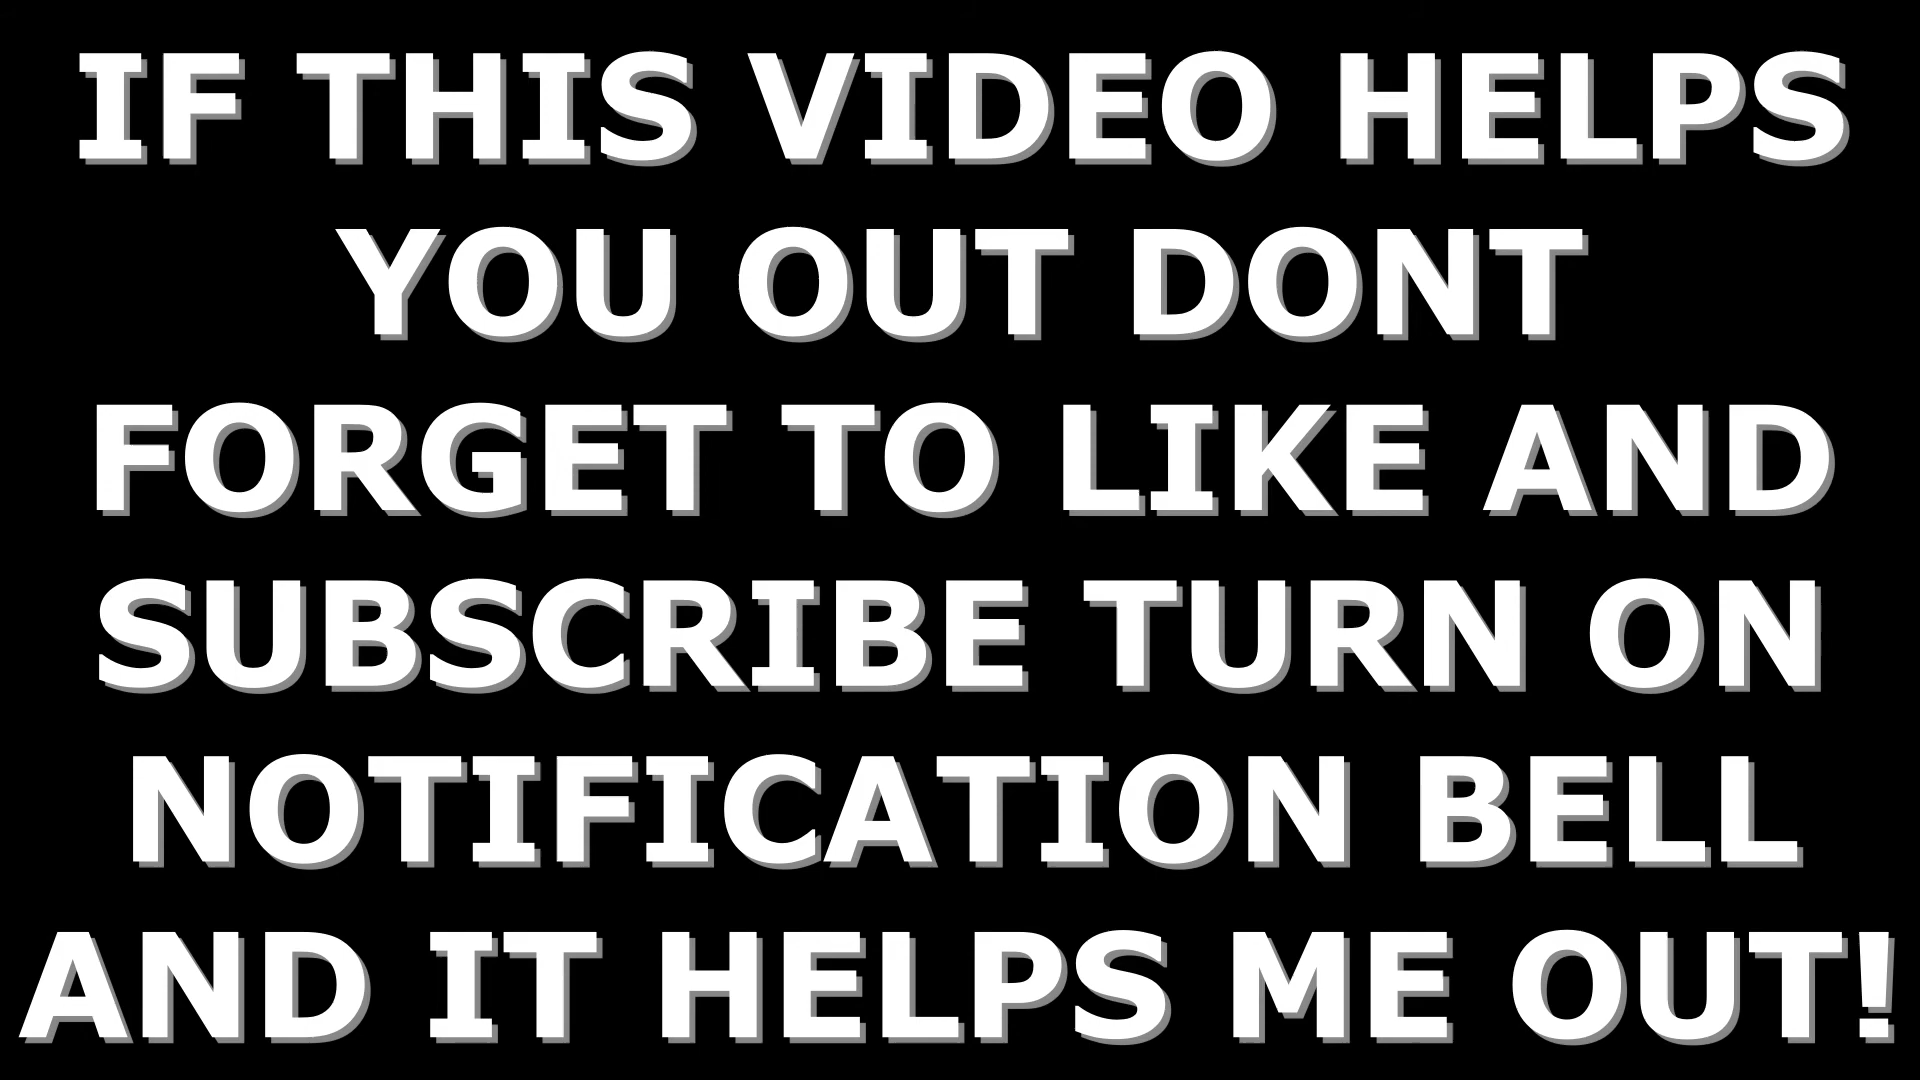 IF THIS VIDEO HELPS
YOU OUT DONT
FORGET TO LIKE AND
SUBSCRIBE TURN ON
NOTIFICATION BELL
AND IT HELPS ME OUT!